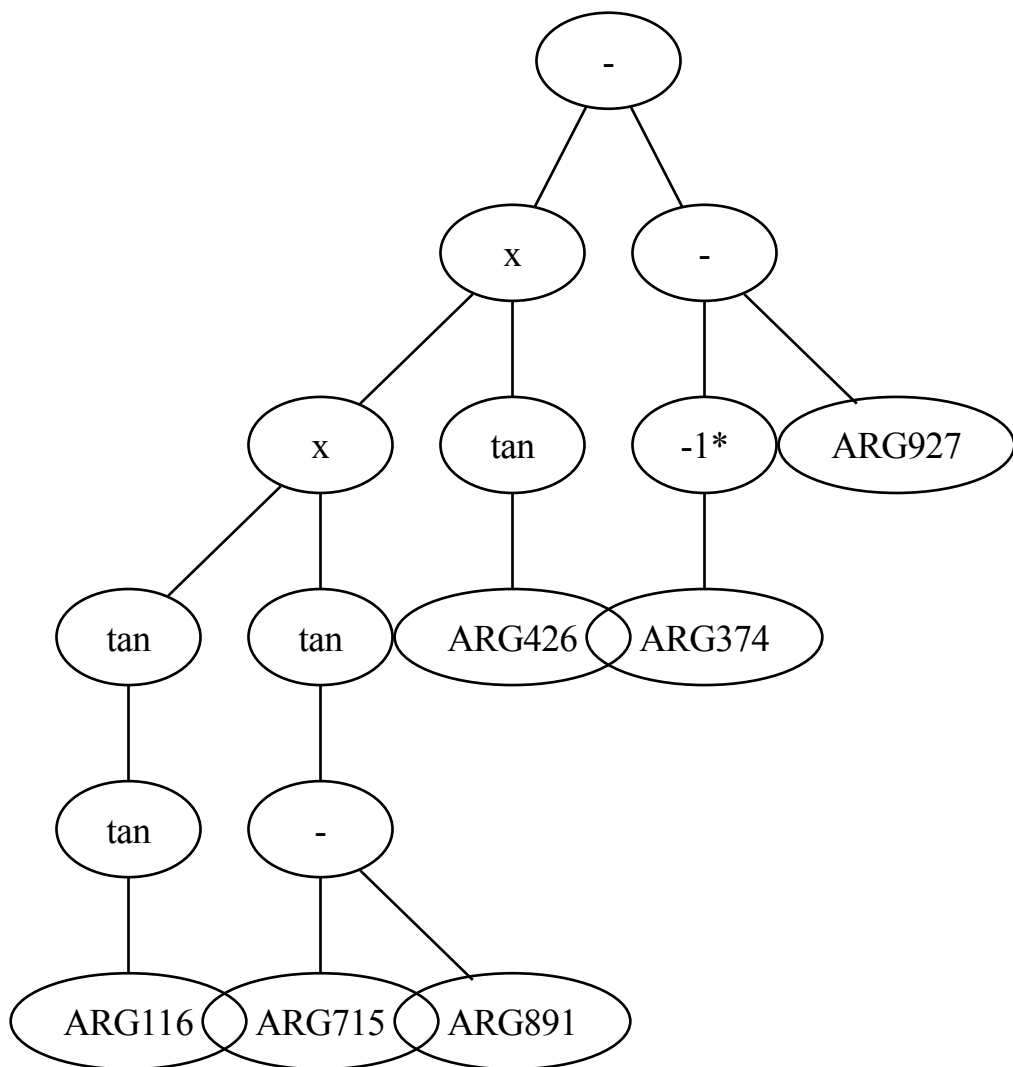 -
x -
x tan -1* ARG927
tan tan ARG426 ARG374
tan -
ARG116 ARG715 ARG891